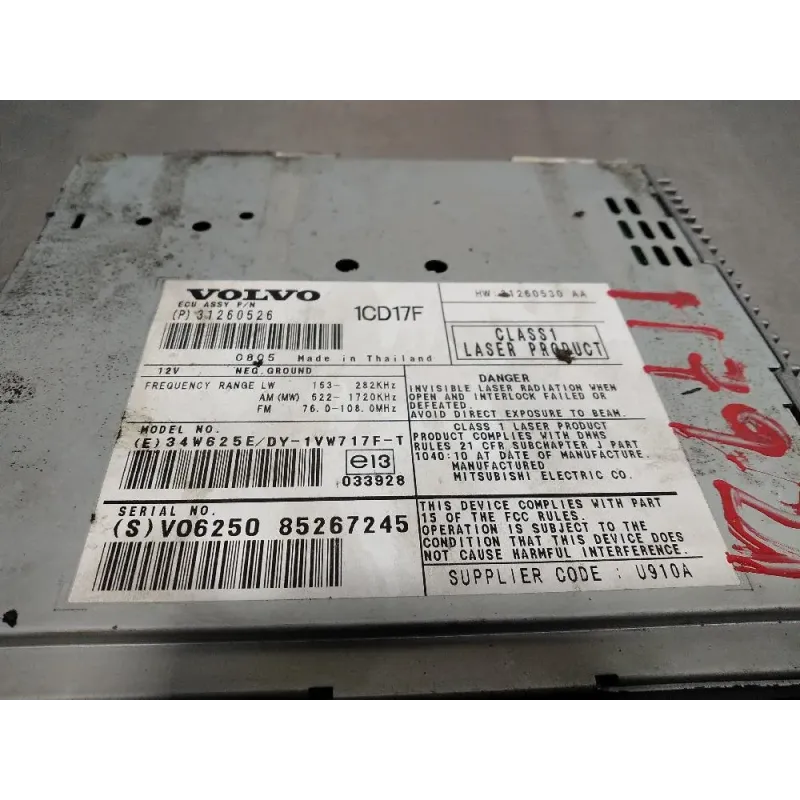 VOLVO
ECU ASSY P/N
(P) 31260526
1CD17F
HW: 31260530 AA
0805 Made in Thailand
CLASS1
LASER PRODUCT
12V NEG.GROUND
FREQUENCY RANGE LW 153- 282KHz
AM (MW) 522- 1720KHz
FM 76.0-108.0MHz
DANGER
INVISIBLE LASER RADIATION WHEN
OPEN AND INTERLOCK FAILED OR
DEFEATED.
AVOID DIRECT EXPOSURE TO BEAM.
MODEL NO.
(E) 34W625E/DY-1VW717F-T
e13
033928
CLASS 1 LASER PRODUCT
PRODUCT COMPLIES WITH DHHS
RULES 21 CFR SUBCHAPTER J PART
1040:10 AT DATE OF MANUFACTURE.
MANUFACTURED
MITSUBISHI ELECTRIC CO.
SERIAL NO.
(S) VO6250 85267245
THIS DEVICE COMPLIES WITH PART
15 OF THE FCC RULES.
OPERATION IS SUBJECT TO THE
CONDITION THAT THIS DEVICE DOES
NOT CAUSE HARMFUL INTERFERENCE.
SUPPLIER CODE : U910A